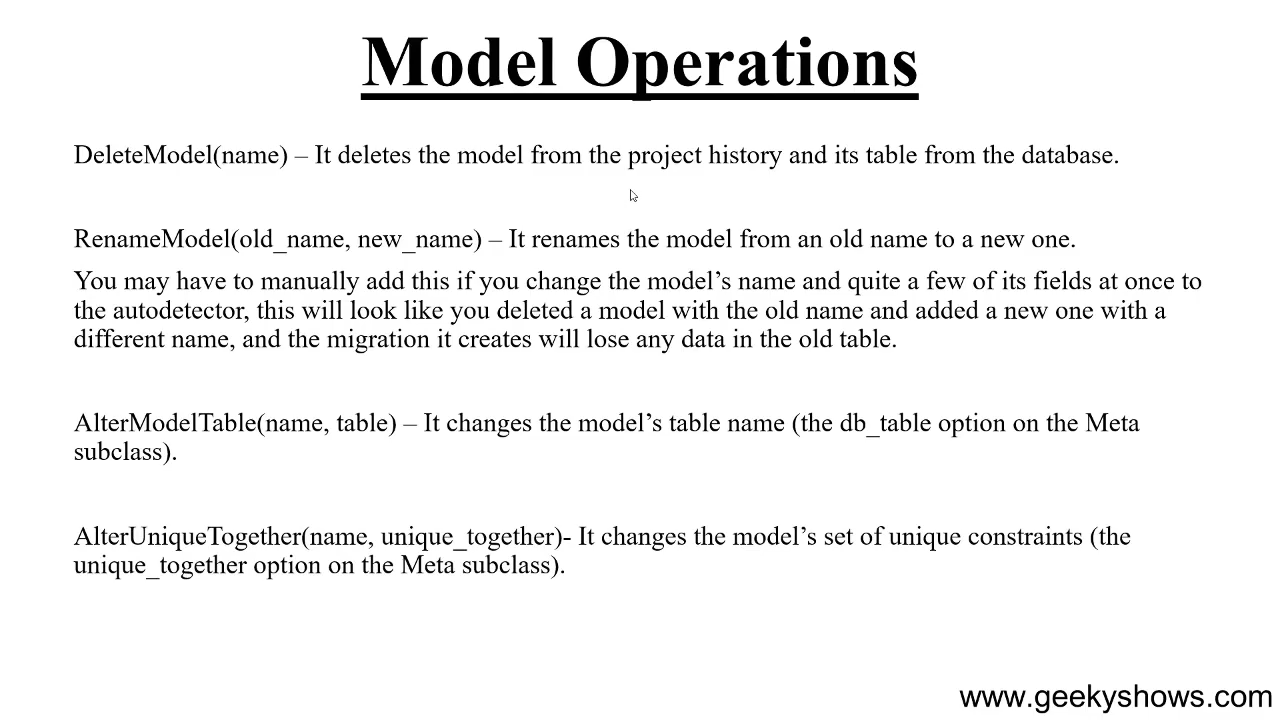 Model Operations
DeleteModel(name) – It deletes the model from the project history and its table from the database.
RenameModel(old_name, new_name) – It renames the model from an old name to a new one.
You may have to manually add this if you change the model’s name and quite a few of its fields at once to
the autodetector, this will look like you deleted a model with the old name and added a new one with a
different name, and the migration it creates will lose any data in the old table.
AlterModelTable(name, table) – It changes the model’s table name (the db_table option on the Meta
subclass).
AlterUniqueTogether(name, unique_together)- It changes the model’s set of unique constraints (the
unique_together option on the Meta subclass).
www.geekyshows.com